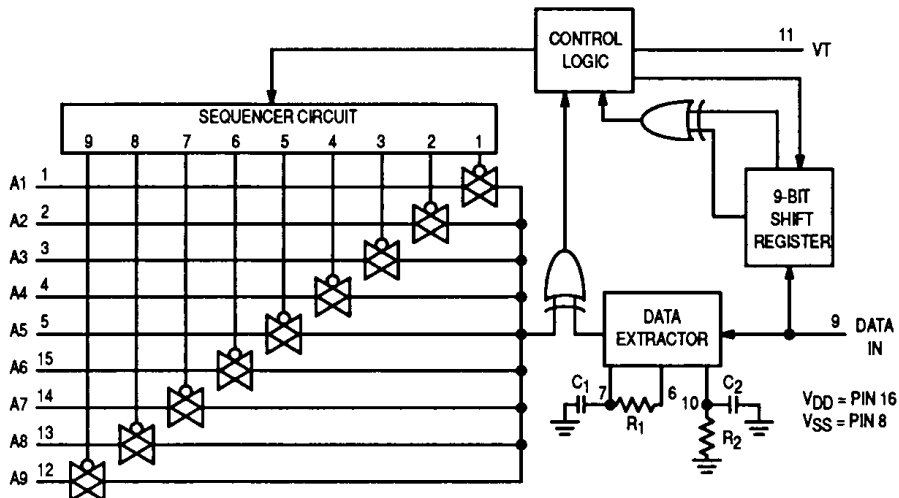 CONTROL
LOGIC
11
VT
SEQUENCER CIRCUIT
9 8 7 6 5 4 3 2 1
9-BIT
SHIFT
REGISTER
A1 1
A2 2
A3 3
A4 4
A5 5
A6 15
A7 14
A8 13
A9 12
DATA
EXTRACTOR
9
DATA
IN
C1 7 6 10 C2
R1
R2
VDD = PIN 16
VSS = PIN 8